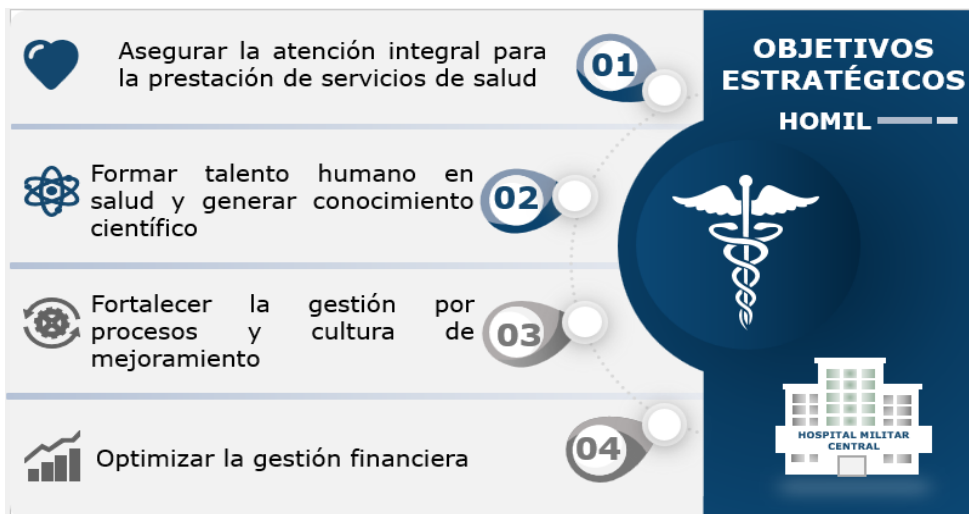 OBJETIVOS
ESTRATÉGICOS
HOMIL
01
Asegurar la atención integral para
la prestación de servicios de salud
02
Formar talento humano en
salud y generar conocimiento
científico
03
Fortalecer la gestión por
procesos y cultura de
mejoramiento
04
Optimizar la gestión financiera
HOSPITAL MILITAR
CENTRAL